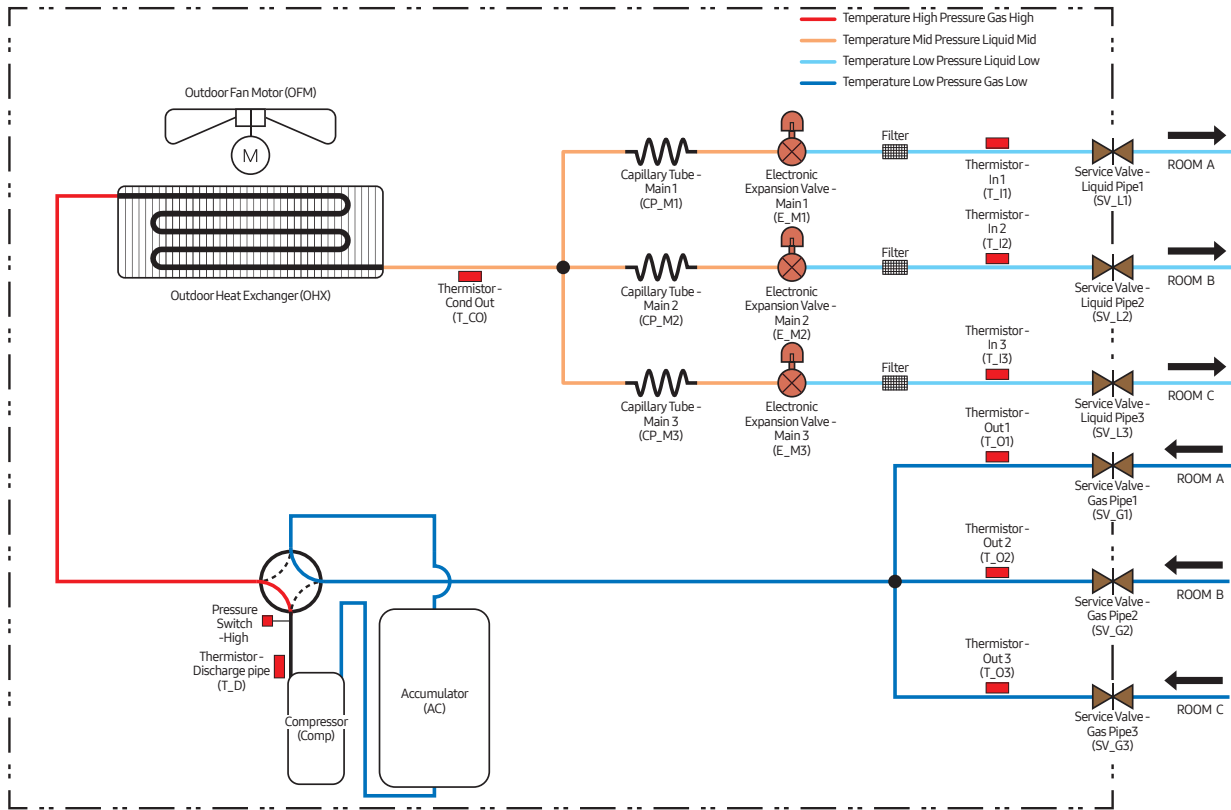 Temperature High Pressure Gas High
Temperature Mid Pressure Liquid Mid
Temperature Low Pressure Liquid Low
Temperature Low Pressure Gas Low
Outdoor Fan Motor (OFM)
M
Outdoor Heat Exchanger (OHX)
Thermistor -
Cond Out
(T_CO)
Capillary Tube -
Main 1
(CP_M1)
Electronic
Expansion Valve -
Main 1
(E_M1)
Filter
Thermistor-
In 1
(T_I1)
Service Valve -
Liquid Pipe1
(SV_L1)
ROOM A
Capillary Tube -
Main 2
(CP_M2)
Electronic
Expansion Valve -
Main 2
(E_M2)
Filter
Thermistor-
In 2
(T_I2)
Service Valve -
Liquid Pipe2
(SV_L2)
ROOM B
Capillary Tube -
Main 3
(CP_M3)
Electronic
Expansion Valve -
Main 3
(E_M3)
Filter
Thermistor-
In 3
(T_I3)
Service Valve -
Liquid Pipe3
(SV_L3)
ROOM C
Thermistor -
Out 1
(T_O1)
Service Valve -
Gas Pipe1
(SV_G1)
ROOM A
Thermistor -
Out 2
(T_O2)
Service Valve -
Gas Pipe2
(SV_G2)
ROOM B
Thermistor -
Out 3
(T_O3)
Service Valve -
Gas Pipe3
(SV_G3)
ROOM C
Pressure
Switch
-High
Thermistor -
Discharge pipe
(T_D)
Compressor
(Comp)
Accumulator
(AC)